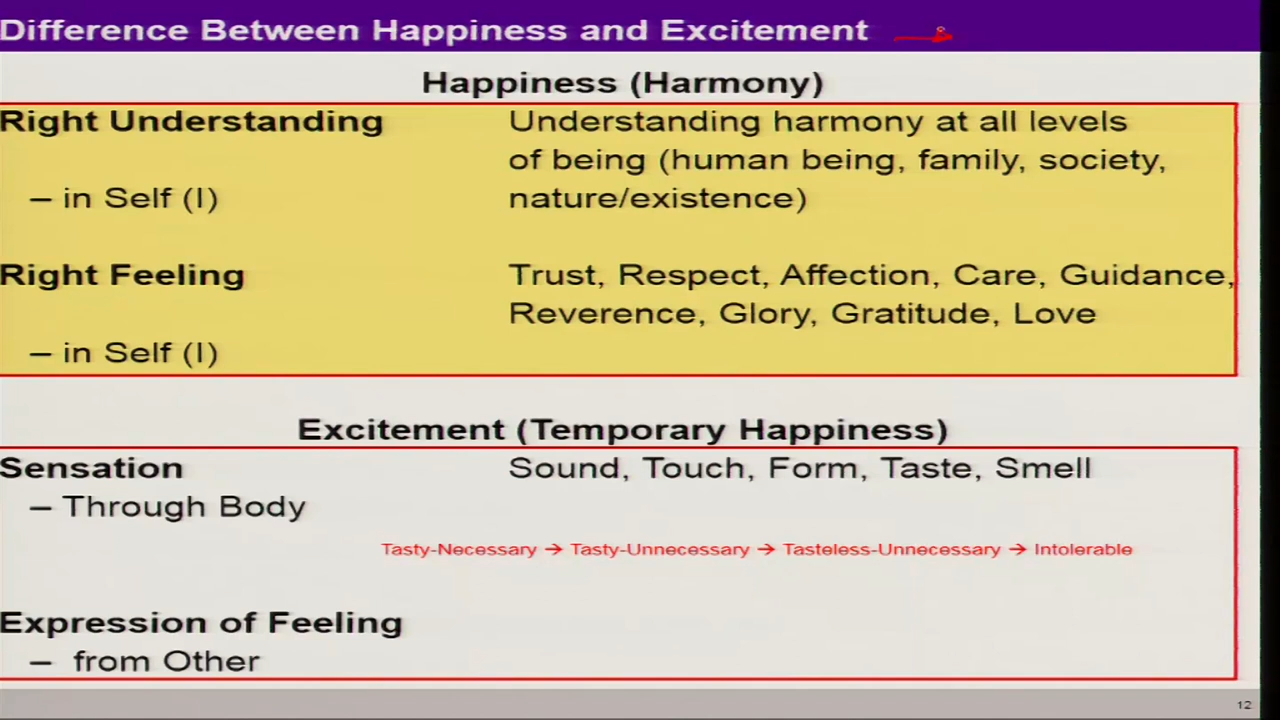 Difference Between Happiness and Excitement
Happiness (Harmony)
Right Understanding
– in Self (I)
Understanding harmony at all levels
of being (human being, family, society,
nature/existence)
Right Feeling
– in Self (I)
Trust, Respect, Affection, Care, Guidance,
Reverence, Glory, Gratitude, Love
Excitement (Temporary Happiness)
Sensation
– Through Body
Sound, Touch, Form, Taste, Smell
Tasty-Necessary → Tasty-Unnecessary → Tasteless-Unnecessary → Intolerable
Expression of Feeling
– from Other
12